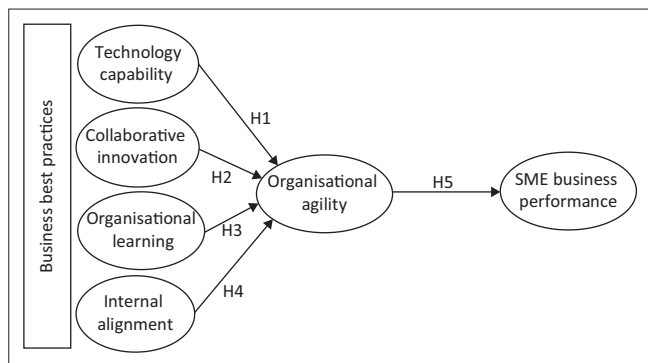 Business best practices
Technology
capability
Collaborative
innovation
Organisational
learning
Internal
alignment
H1
H2
H3
H4
Organisational
agility
H5
SME business
performance